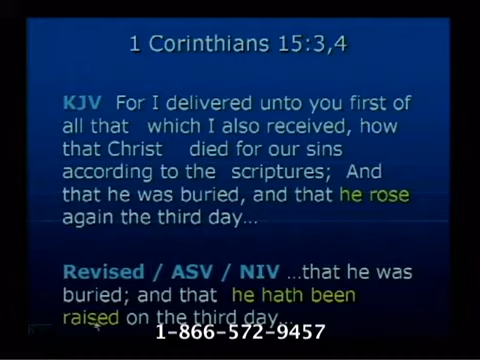 1 Corinthians 15:3,4
KJV For I delivered unto you first of
all that which I also received, how
that Christ died for our sins
according to the scriptures; And
that he was buried, and that he rose
again the third day...
Revised / ASV / NIV ...that he was
buried; and that he hath been
raised on the third day...
1-866-572-9457